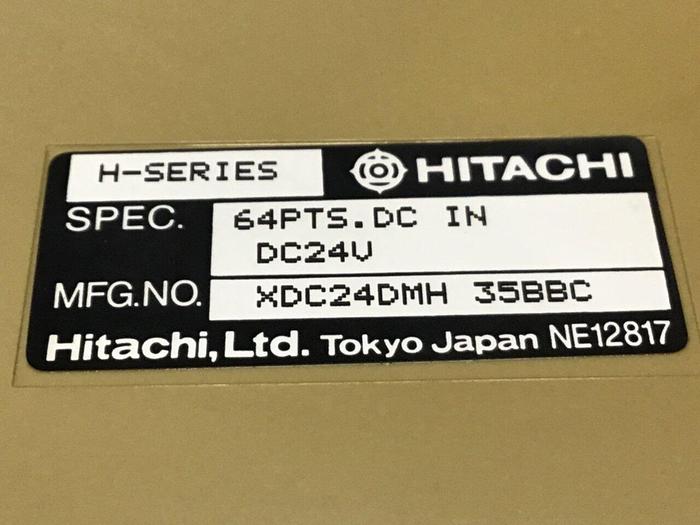 H-SERIES HITACHI
SPEC. 64PTS.DC IN
DC24V
MFG.NO. XDC24DMH 35BBC
Hitachi,Ltd. Tokyo Japan NE12817